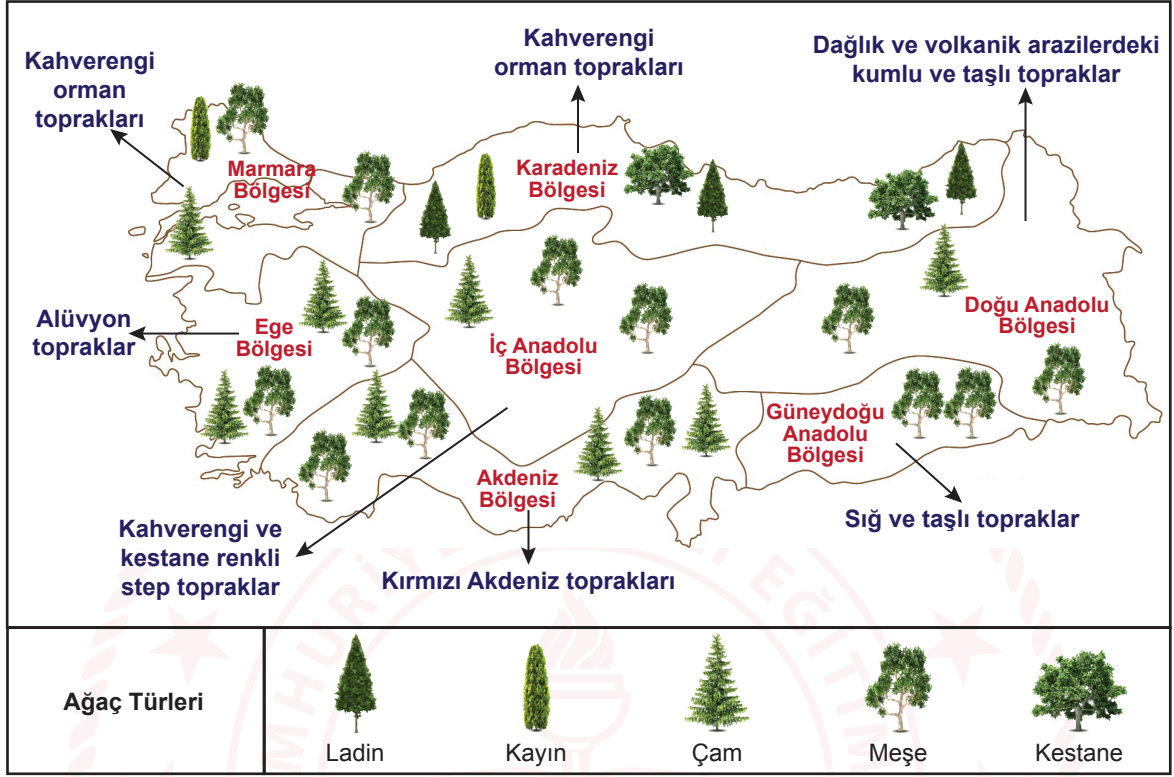 Kahverengi
orman
toprakları
Kahverengi
orman toprakları
Dağlık ve volkanik arazilerdeki
kumlu ve taşlı topraklar
Marmara
Bölgesi
Karadeniz
Bölgesi
Alüvyon
topraklar
Ege
Bölgesi
İç Anadolu
Bölgesi
Doğu Anadolu
Bölgesi
Güneydoğu
Anadolu
Bölgesi
Akdeniz
Bölgesi
Kahverengi ve
kestane renkli
step topraklar
Kırmızı Akdeniz toprakları
Sığ ve taşlı topraklar
Ağaç Türleri
Ladin
Kayın
Çam
Meşe
Kestane